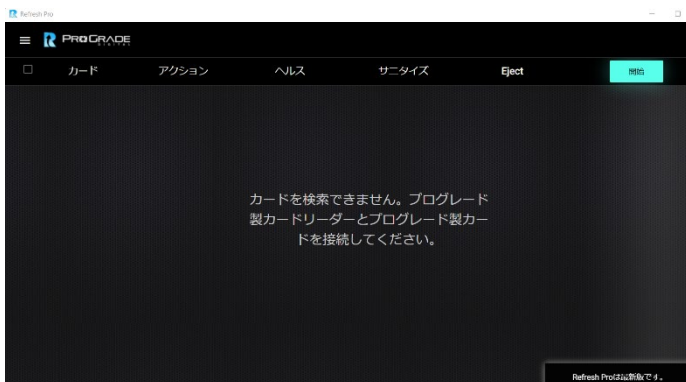 Refresh Pro
PROGRADE
DIGITAL
カード アクション ヘルス サニタイズ Eject 開始
カードを検索できません。プログレード
製カードリーダーとプログレード製カー
ドを接続してください。
Refresh Proは最新版です。